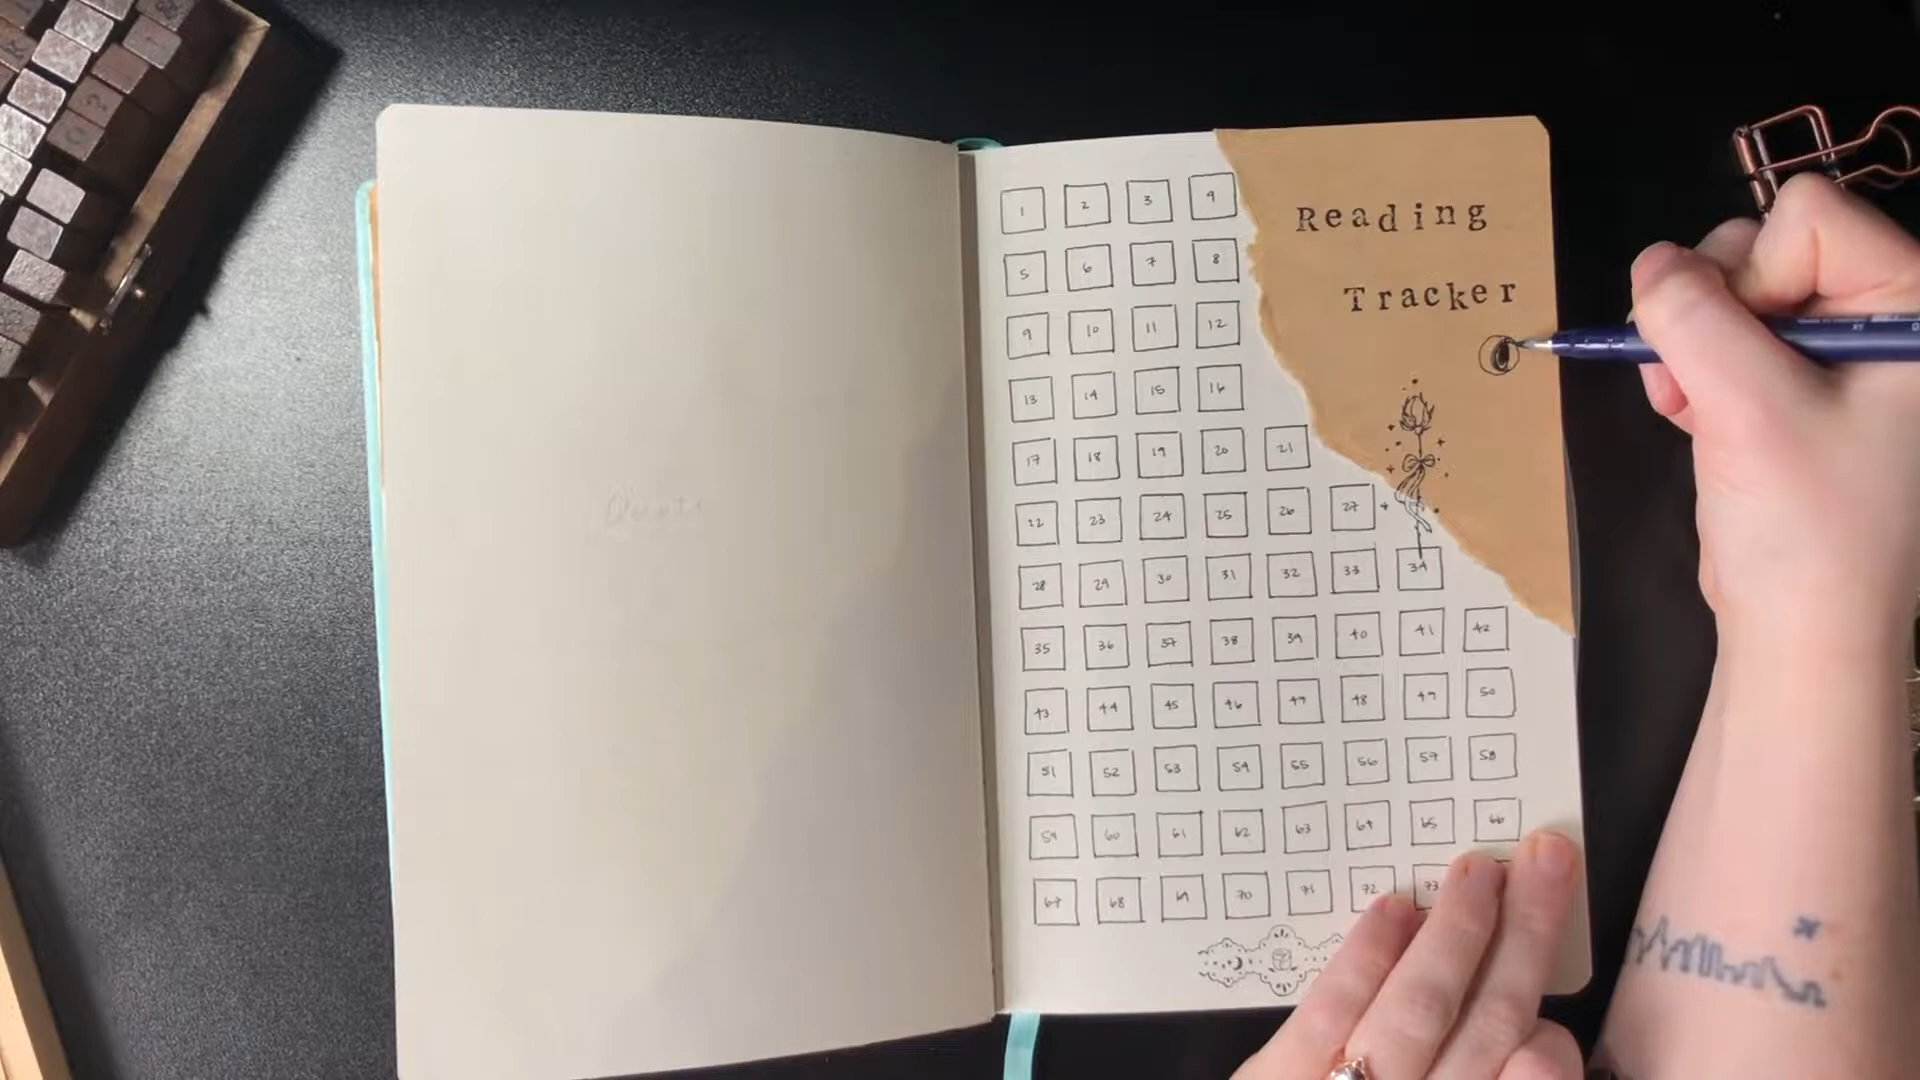 Reading
Tracker
1 2 3 4
5 6 7 8
9 10 11 12
13 14 15 16
17 18 19 20 21
22 23 24 25 26 27
28 29 30 31 32 33 34
35 36 37 38 39 40 41 42
43 44 45 46 47 48 49 50
51 52 53 54 55 56 57 58
59 60 61 62 63 64 65 66
67 68 69 70 71 72 73